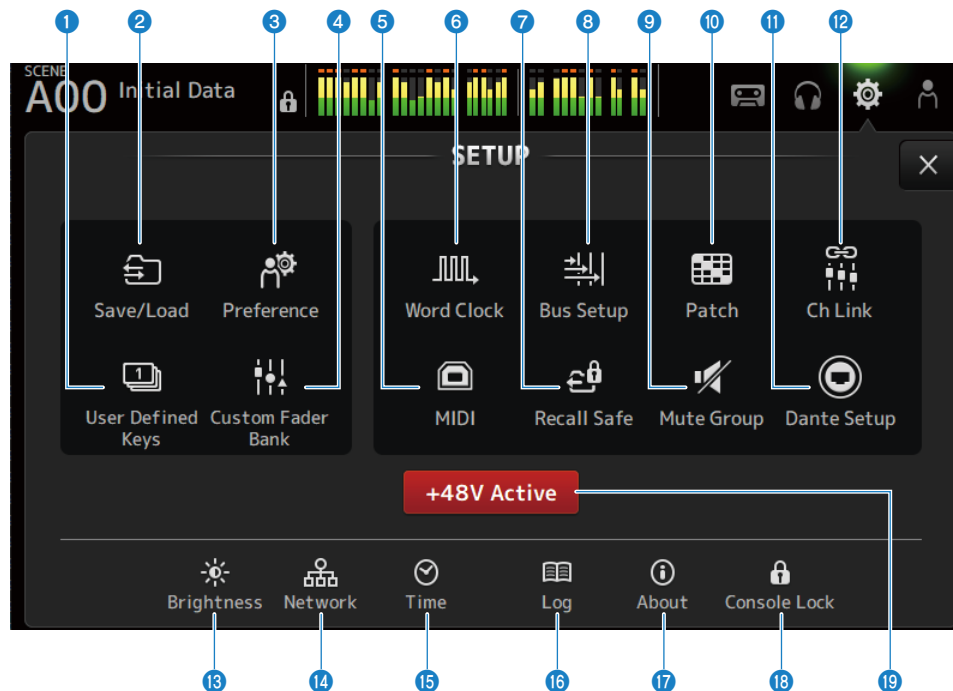 1 2 3 4 5 6 7 8 9 10 11 12
SCENE
A00 Initial Data
SETUP
Save/Load Preference Word Clock Bus Setup Patch Ch Link
1
User Defined Keys Custom Fader Bank MIDI Recall Safe Mute Group Dante Setup
+48V Active
Brightness Network Time Log About Console Lock
13 14 15 16 17 18 19